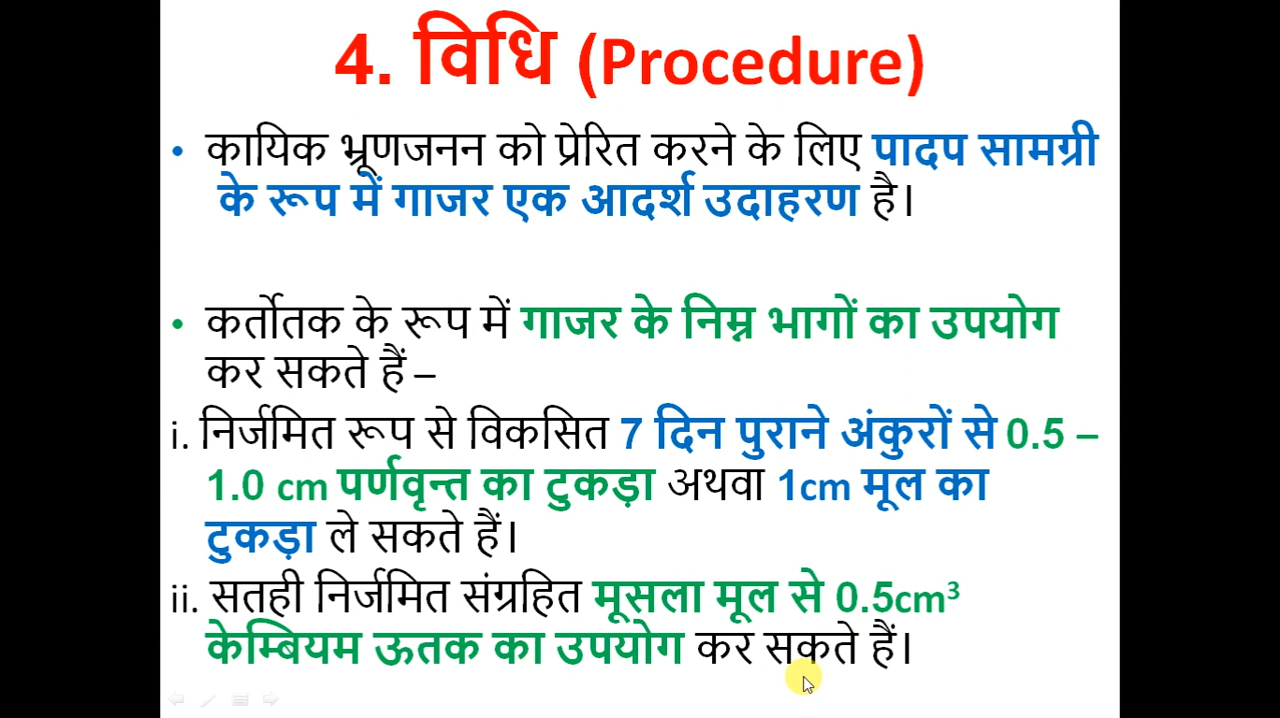 4. विधि (Procedure)
• कायिक भ्रूणजनन को प्रेरित करने के लिए पादप सामग्री
के रूप में गाजर एक आदर्श उदाहरण है।
• कर्तोतक के रूप में गाजर के निम्न भागों का उपयोग
कर सकते हैं –
i. निर्जमित रूप से विकसित 7 दिन पुराने अंकुरों से 0.5 –
1.0 cm पर्णवृन्त का टुकड़ा अथवा 1cm मूल का
टुकड़ा ले सकते हैं।
ii. सतही निर्जमित संग्रहित मूसला मूल से 0.5cm³
केम्बियम ऊतक का उपयोग कर सकते हैं।